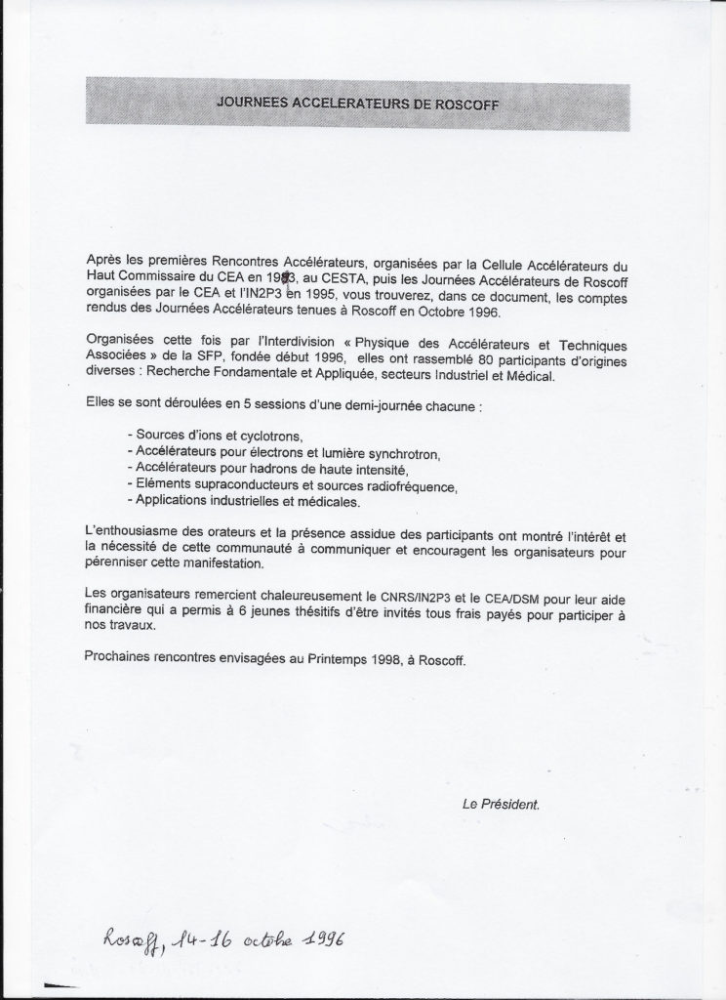 JOURNEES ACCELERATEURS DE ROSCOFF
Après les premières Rencontres Accélérateurs, organisées par la Cellule Accélérateurs du
Haut Commissaire du CEA en 1983, au CESTA, puis les Journées Accélérateurs de Roscoff
organisées par le CEA et l'IN2P3 en 1995, vous trouverez, dans ce document, les comptes
rendus des Journées Accélérateurs tenues à Roscoff en Octobre 1996.
Organisées cette fois par l'Interdivision « Physique des Accélérateurs et Techniques
Associées » de la SFP, fondée début 1996, elles ont rassemblé 80 participants d'origines
diverses : Recherche Fondamentale et Appliquée, secteurs Industriel et Médical.
Elles se sont déroulées en 5 sessions d'une demi-journée chacune :
- Sources d'ions et cyclotrons,
- Accélérateurs pour électrons et lumière synchrotron,
- Accélérateurs pour hadrons de haute intensité,
- Eléments supraconducteurs et sources radiofréquence,
- Applications industrielles et médicales.
L'enthousiasme des orateurs et la présence assidue des participants ont montré l'intérêt et
la nécessité de cette communauté à communiquer et encouragent les organisateurs pour
pérenniser cette manifestation.
Les organisateurs remercient chaleureusement le CNRS/IN2P3 et le CEA/DSM pour leur aide
financière qui a permis à 6 jeunes thésitifs d'être invités tous frais payés pour participer à
nos travaux.
Prochaines rencontres envisagées au Printemps 1998, à Roscoff.
Le Président.
Roscoff, 14-16 octobre 1996